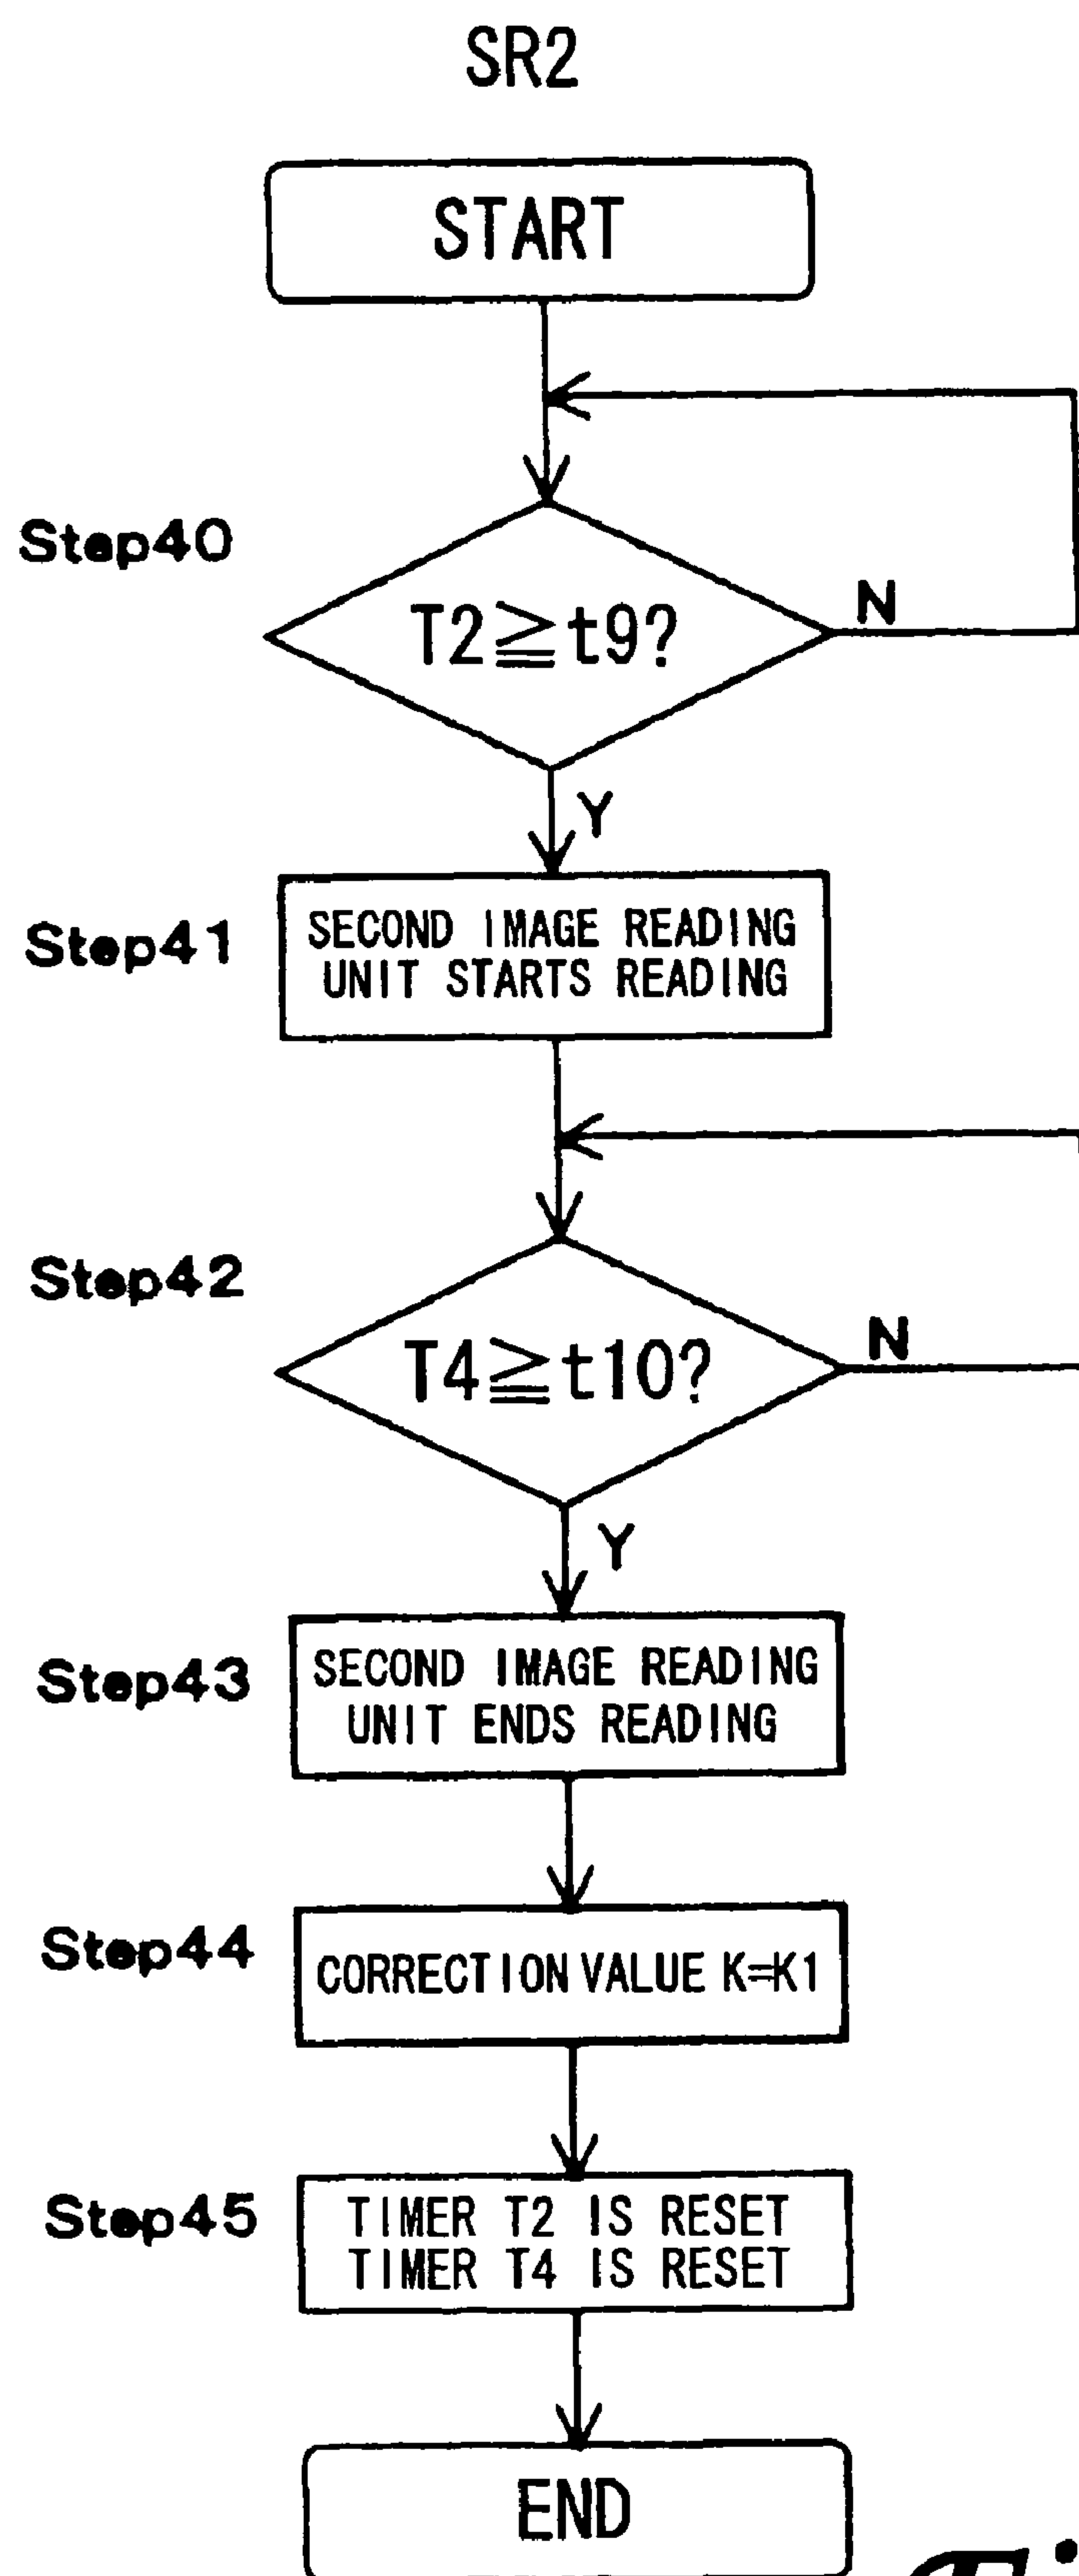 SR2
START
Step40
T2≧t9?
N
Y
Step41
SECOND IMAGE READING
UNIT STARTS READING
Step42
T4≧t10?
N
Y
Step43
SECOND IMAGE READING
UNIT ENDS READING
Step44
CORRECTION VALUE K=K1
Step45
TIMER T2 IS RESET
TIMER T4 IS RESET
END